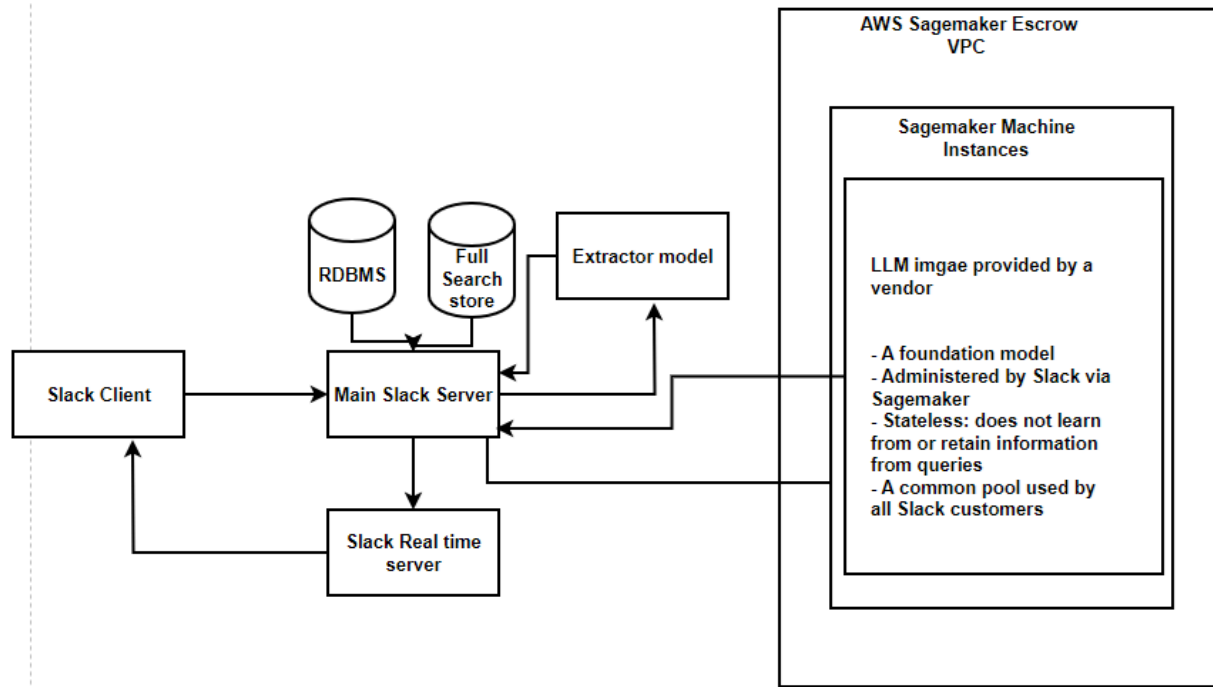 AWS Sagemaker Escrow
VPC
Sagemaker Machine
Instances
LLM imgae provided by a
vendor
- A foundation model
- Administered by Slack via
Sagemaker
- Stateless: does not learn
from or retain information
from queries
- A common pool used by
all Slack customers
RDBMS
Full
Search
store
Extractor model
Slack Client
Main Slack Server
Slack Real time
server